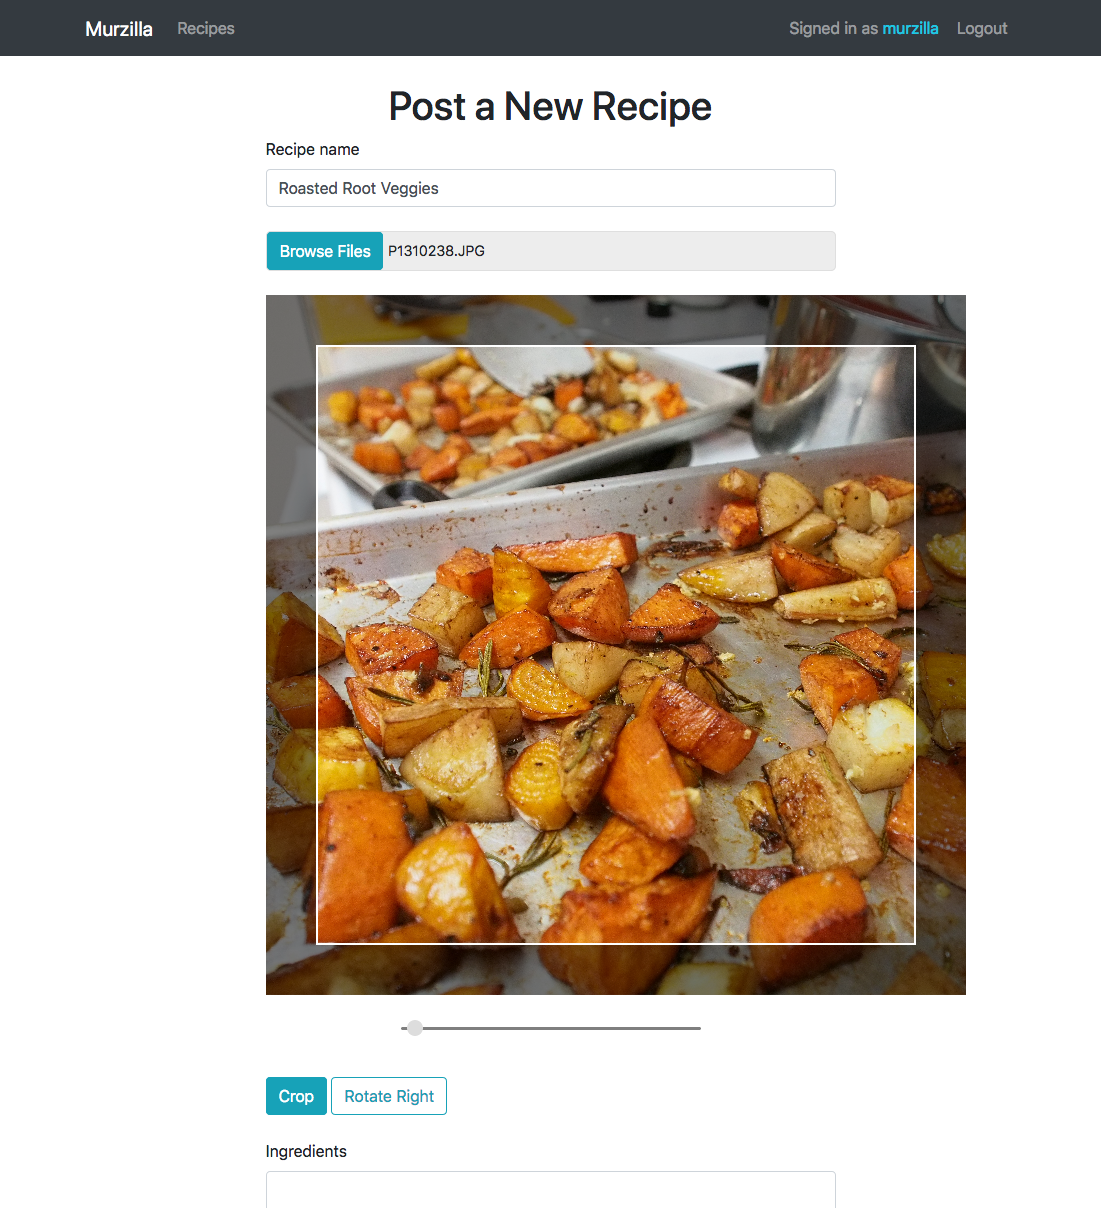 Murzilla Recipes Signed in as murzilla Logout
Post a New Recipe
Recipe name
Roasted Root Veggies
Browse Files P1310238.JPG
Crop Rotate Right
Ingredients